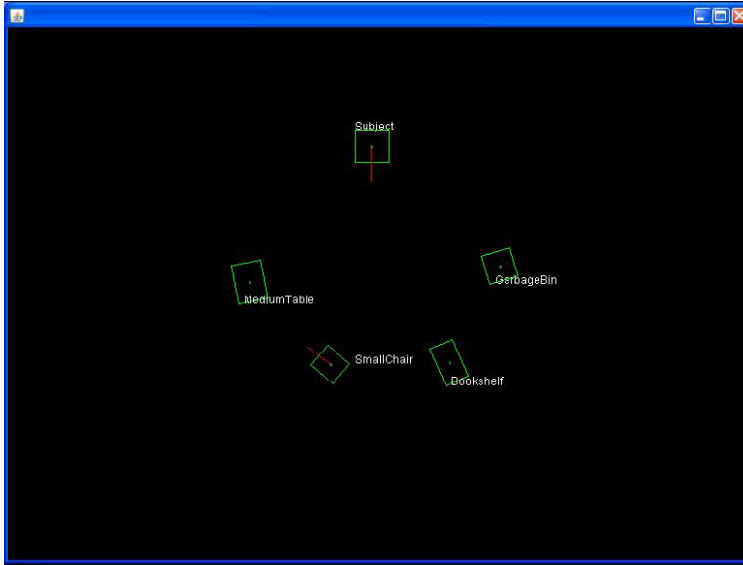 Subject
GarbageBin
MediumTable
SmallChair
Bookshelf